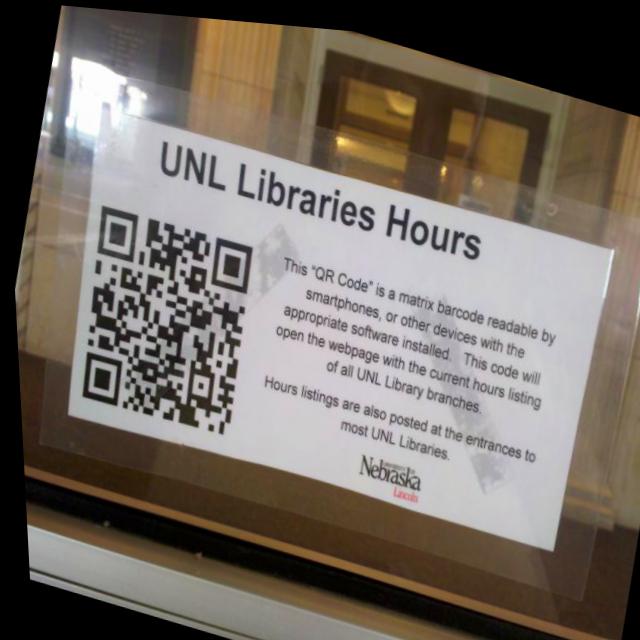 UNL Libraries Hours
This "QR Code" is a matrix barcode readable by
smartphones, or other devices with the
appropriate software installed. This code will
open the webpage with the current hours listing
of all UNL Library branches.
Hours listings are also posted at the entrances to
most UNL Libraries.
Nebraska
Lincoln